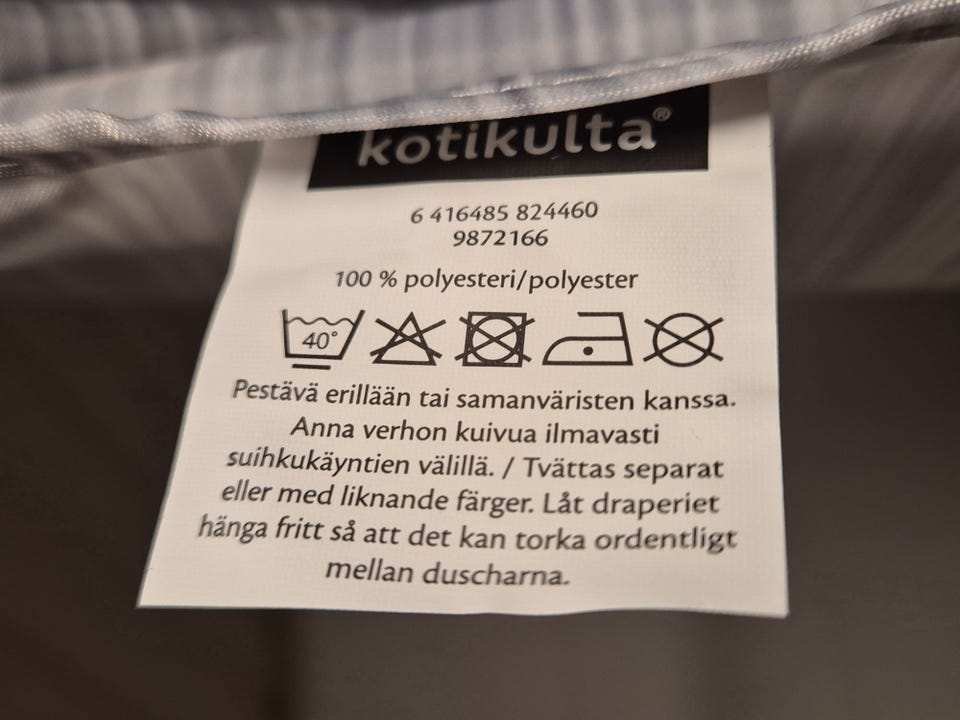 kotikulta®
6 416485 824460
9872166
100 % polyesteri/polyester
40°
Pestävä erillään tai samanväristen kanssa.
Anna verhon kuivua ilmavasti
suihkukäyntien välillä. / Tvättas separat
eller med liknande färger. Låt draperiet
hänga fritt så att det kan torka ordentligt
mellan duscharna.